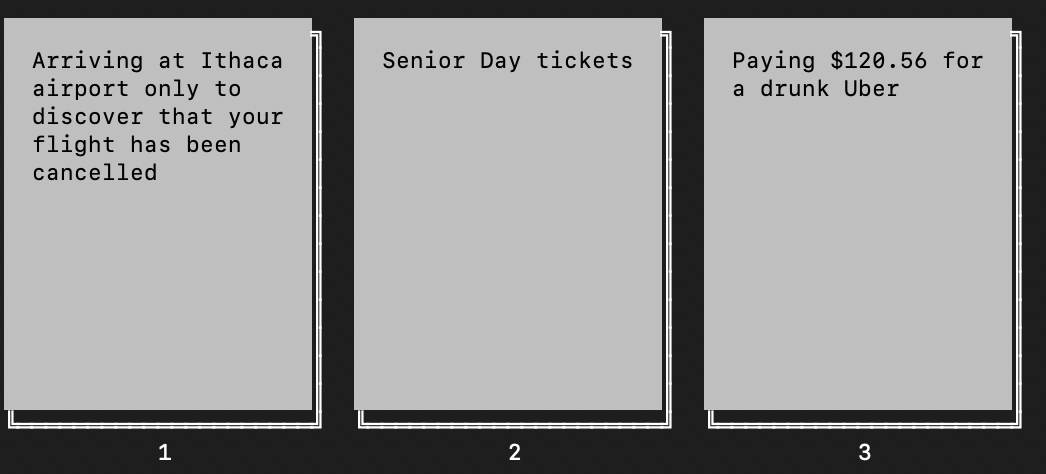 Arriving at Ithaca
airport only to
discover that your
flight has been
cancelled
Senior Day tickets
Paying $120.56 for
a drunk Uber
1
2
3